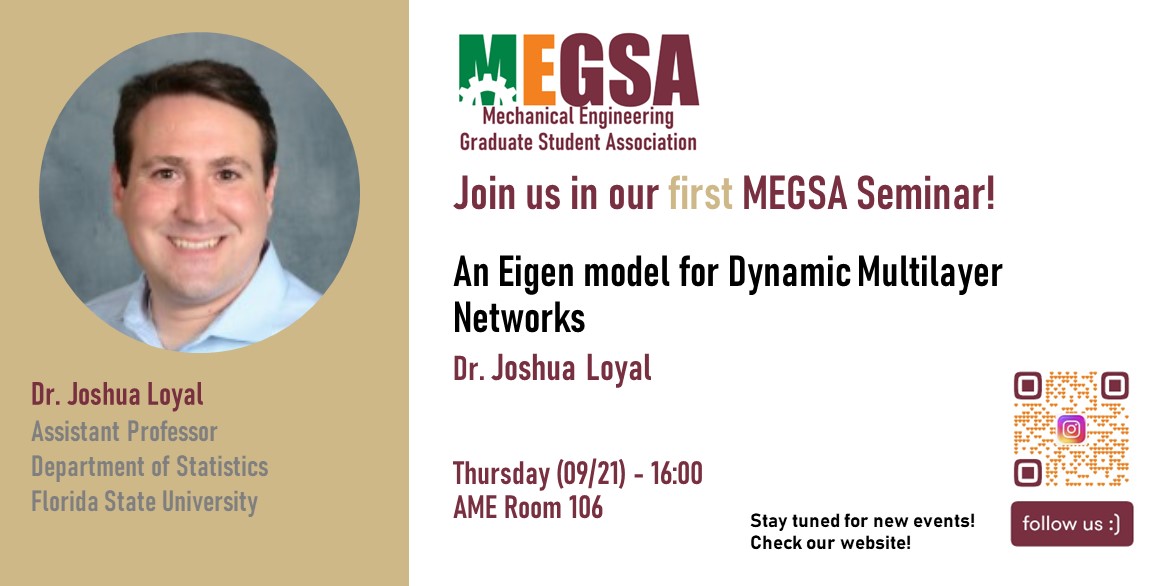 Dr. Joshua Loyal
Assistant Professor
Department of Statistics
Florida State University
MEGSA
Mechanical Engineering
Graduate Student Association
Join us in our first MEGSA Seminar!
An Eigen model for Dynamic Multilayer
Networks
Dr. Joshua Loyal
Thursday (09/21) - 16:00
AME Room 106
Stay tuned for new events!
Check our website!
follow us :)